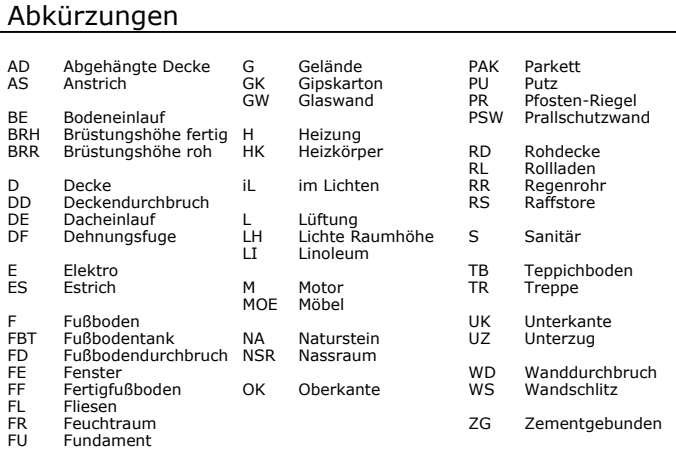 Abkürzungen
AD Abgehängte Decke
AS Anstrich
BE Bodeneinlauf
BRH Brüstungshöhe fertig
BRR Brüstungshöhe roh
D Decke
DD Deckendurchbruch
DE Dacheinlauf
DF Dehnungsfuge
E Elektro
ES Estrich
F Fußboden
FBT Fußbodentank
FD Fußbodendurchbruch
FE Fenster
FF Fertigfußboden
FL Fliesen
FR Feuchtraum
FU Fundament
G Gelände
GK Gipskarton
GW Glaswand
H Heizung
HK Heizkörper
iL im Lichten
L Lüftung
LH Lichte Raumhöhe
LI Linoleum
M Motor
MOE Möbel
NA Naturstein
NSR Nassraum
OK Oberkante
PAK Parkett
PU Putz
PR Pfosten-Riegel
PSW Prallschutzwand
RD Rohdecke
RL Rollladen
RR Regenrohr
RS Raffstore
S Sanitär
TB Teppichboden
TR Treppe
UK Unterkante
UZ Unterzug
WD Wanddurchbruch
WS Wandschlitz
ZG Zementgebunden